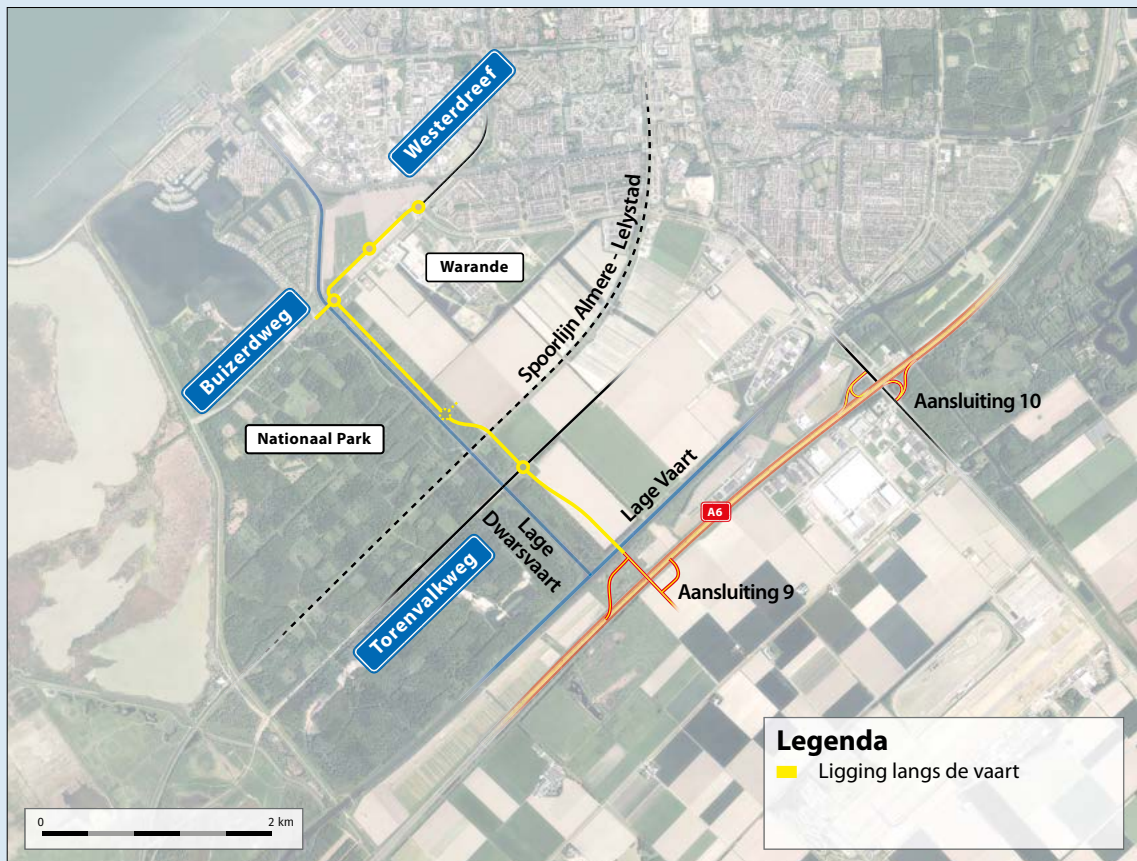 Westerdreef
Warande
Spoorlijn Almere - Lelystad
Buizerdweg
Nationaal Park
Aansluiting 10
Lage Vaart
A6
Lage
Dwarsvaart
Aansluiting 9
Torenvalkweg
Legenda
Ligging langs de vaart
0
2 km